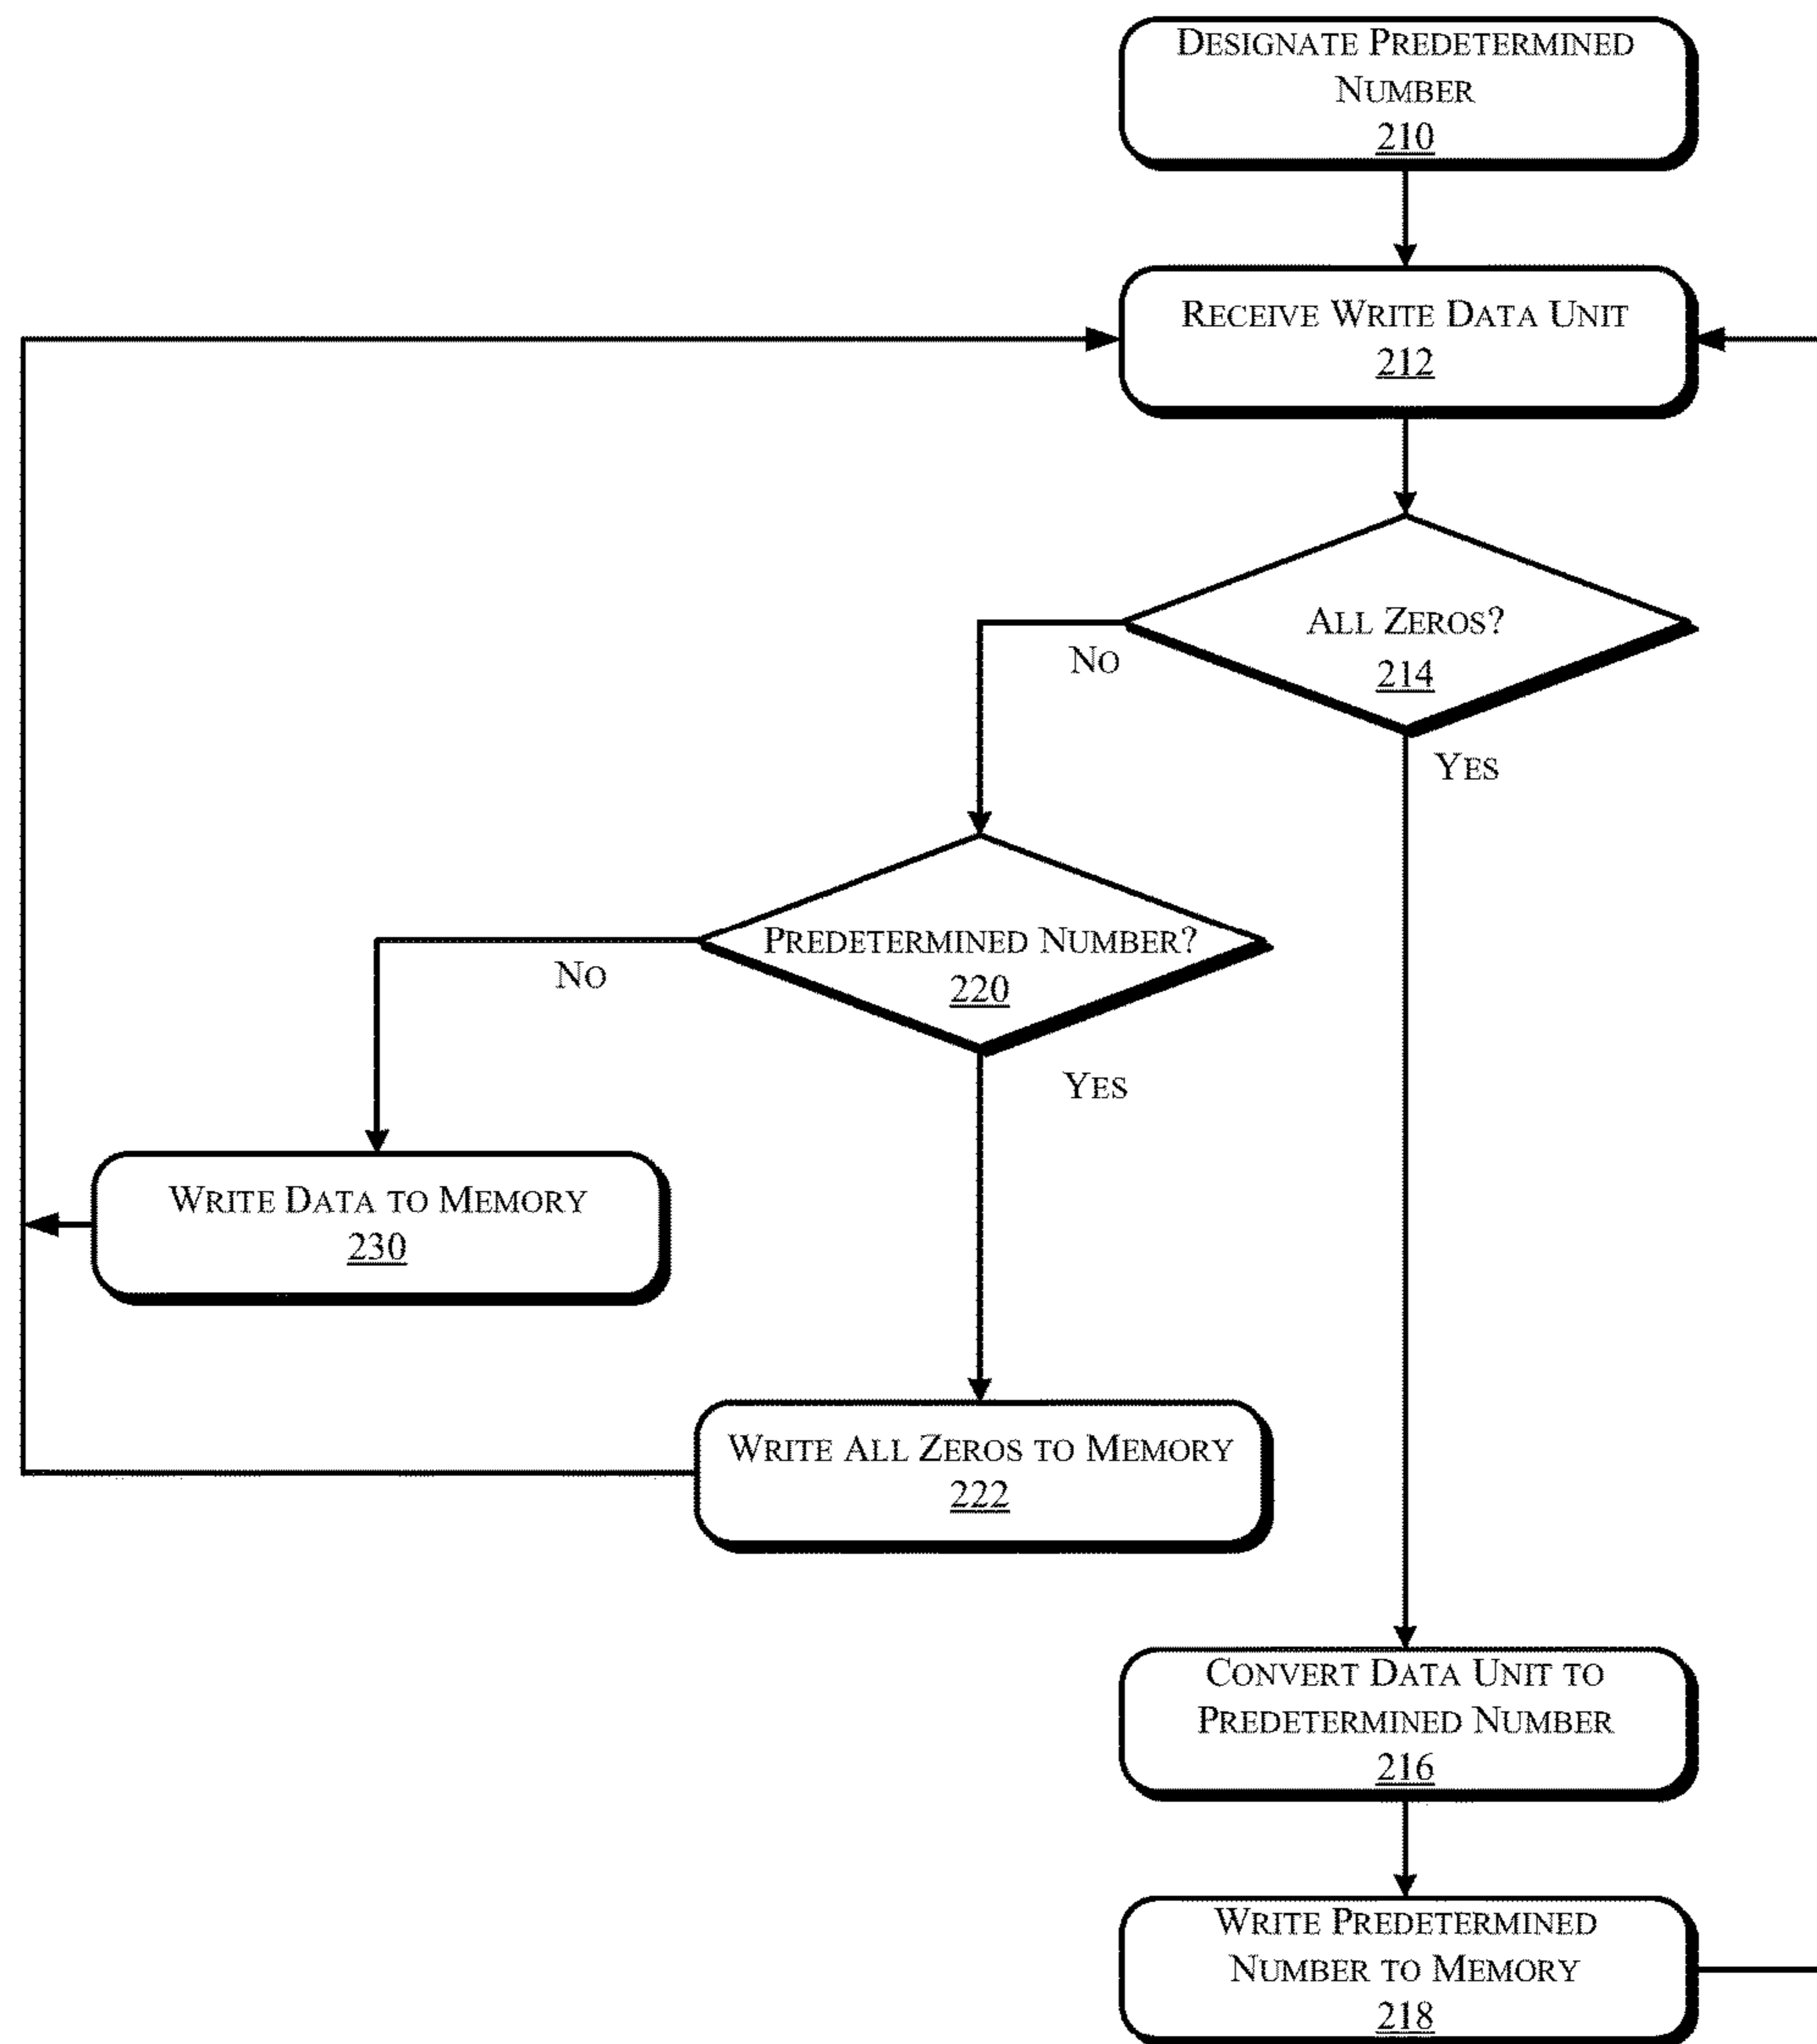 DESIGNATE PREDETERMINED
NUMBER
210
RECEIVE WRITE DATA UNIT
212
ALL ZEROS?
214
NO
YES
PREDETERMINED NUMBER?
220
NO
YES
WRITE DATA TO MEMORY
230
WRITE ALL ZEROS TO MEMORY
222
CONVERT DATA UNIT TO
PREDETERMINED NUMBER
216
WRITE PREDETERMINED
NUMBER TO MEMORY
218